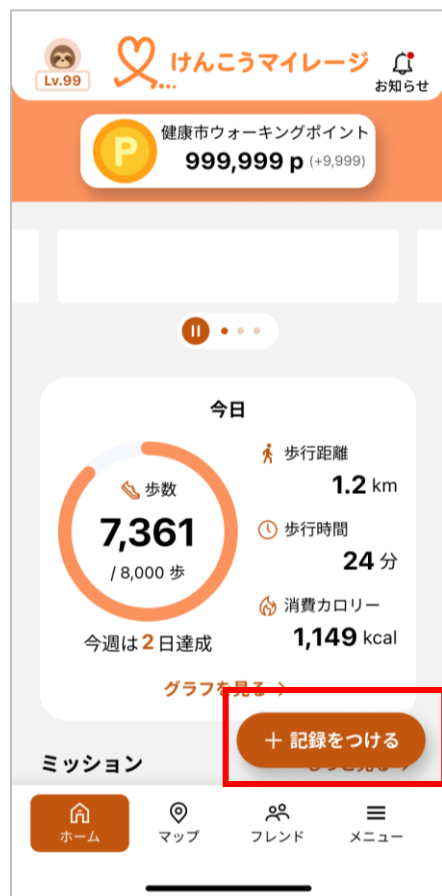 Lv.99
けんこうマイレージ
お知らせ
P
健康市ウォーキングポイント
999,999 p (+9,999)
今日
歩数
7,361
/ 8,000 歩
今週は2日達成
歩行距離
1.2 km
歩行時間
24 分
消費カロリー
1,149 kcal
グラフを見る
+ 記録をつける
ミッション
ホーム
マップ
フレンド
メニュー